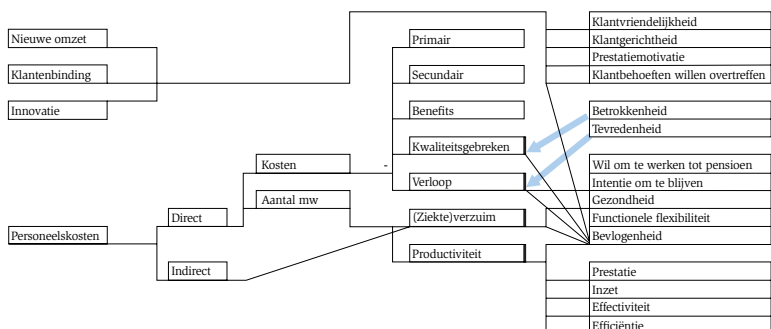 Nieuwe omzet
Klantenbinding
Innovatie
Personeelskosten
Direct
Indirect
Kosten
Aantal mw
-
Primair
Secundair
Benefits
Kwaliteitsgebreken
Verloop
(Ziekte)verzuim
Productiviteit
Klantvriendelijkheid
Klantgerichtheid
Prestatiemotivatie
Klantbehoeften willen overtreffen
Betrokkenheid
Tevredenheid
Wil om te werken tot pensioen
Intentie om te blijven
Gezondheid
Functionele flexibiliteit
Bevlogenheid
Prestatie
Inzet
Effectiviteit
Efficiëntie